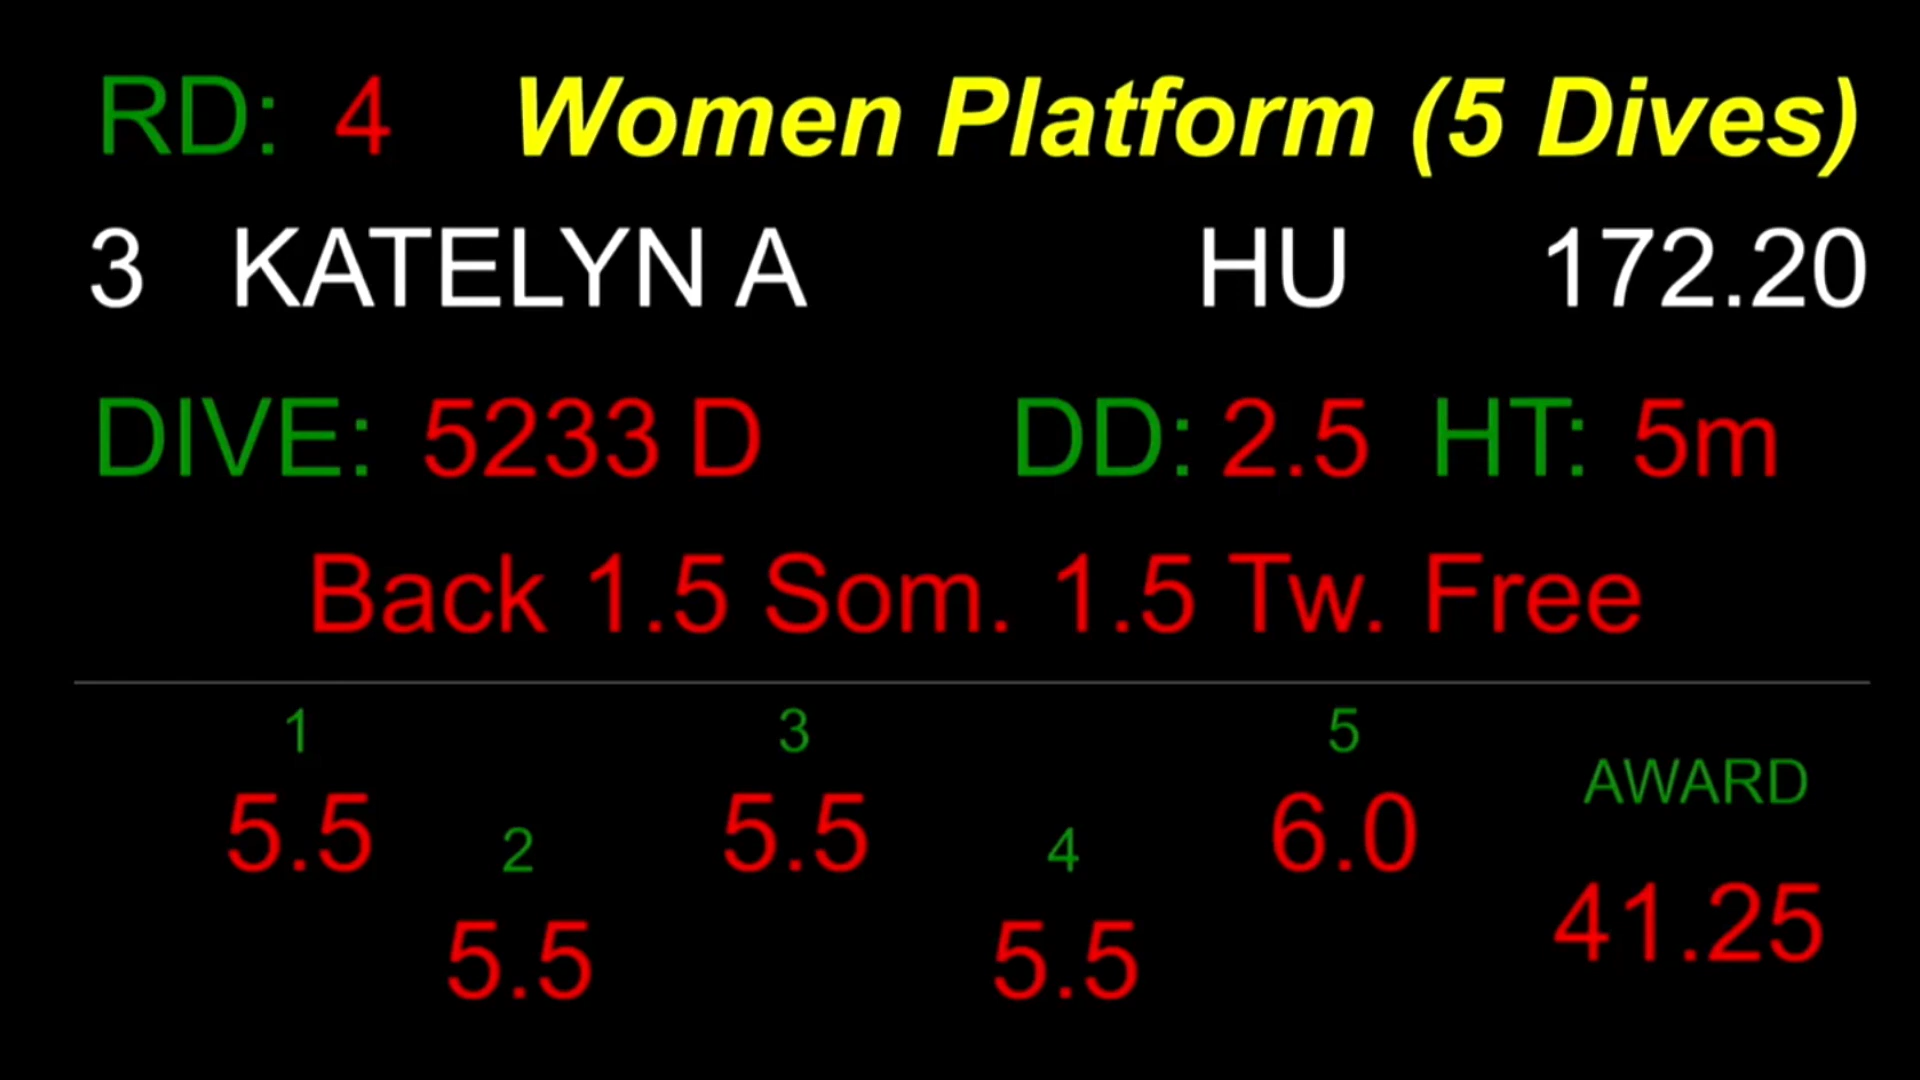 RD: 4 Women Platform (5 Dives)
3 KATELYN A HU 172.20
DIVE: 5233 D DD: 2.5 HT: 5m
Back 1.5 Som. 1.5 Tw. Free
1 3 5
AWARD
5.5 5.5 6.0
2 4
41.25
5.5 5.5